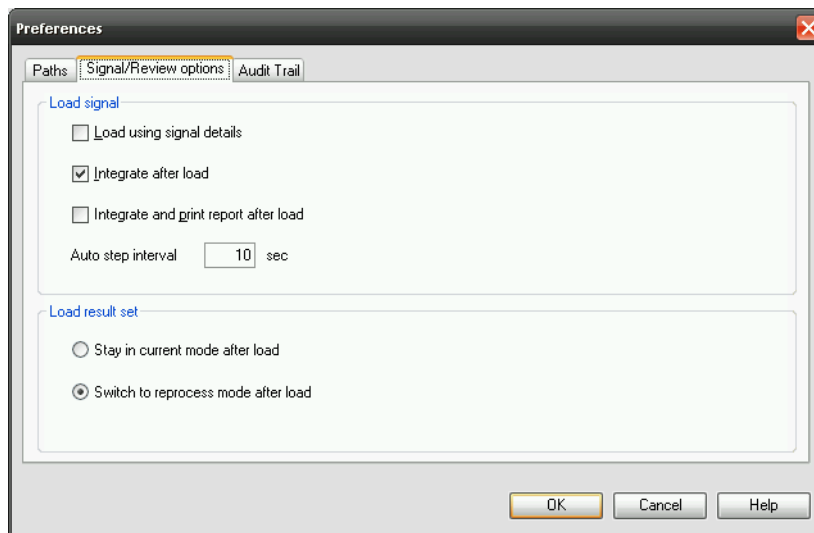 Preferences
Paths Signal/Review options Audit Trail
Load signal
Load using signal details
Integrate after load
Integrate and print report after load
Auto step interval 10 sec
Load result set
Stay in current mode after load
Switch to reprocess mode after load
OK Cancel Help